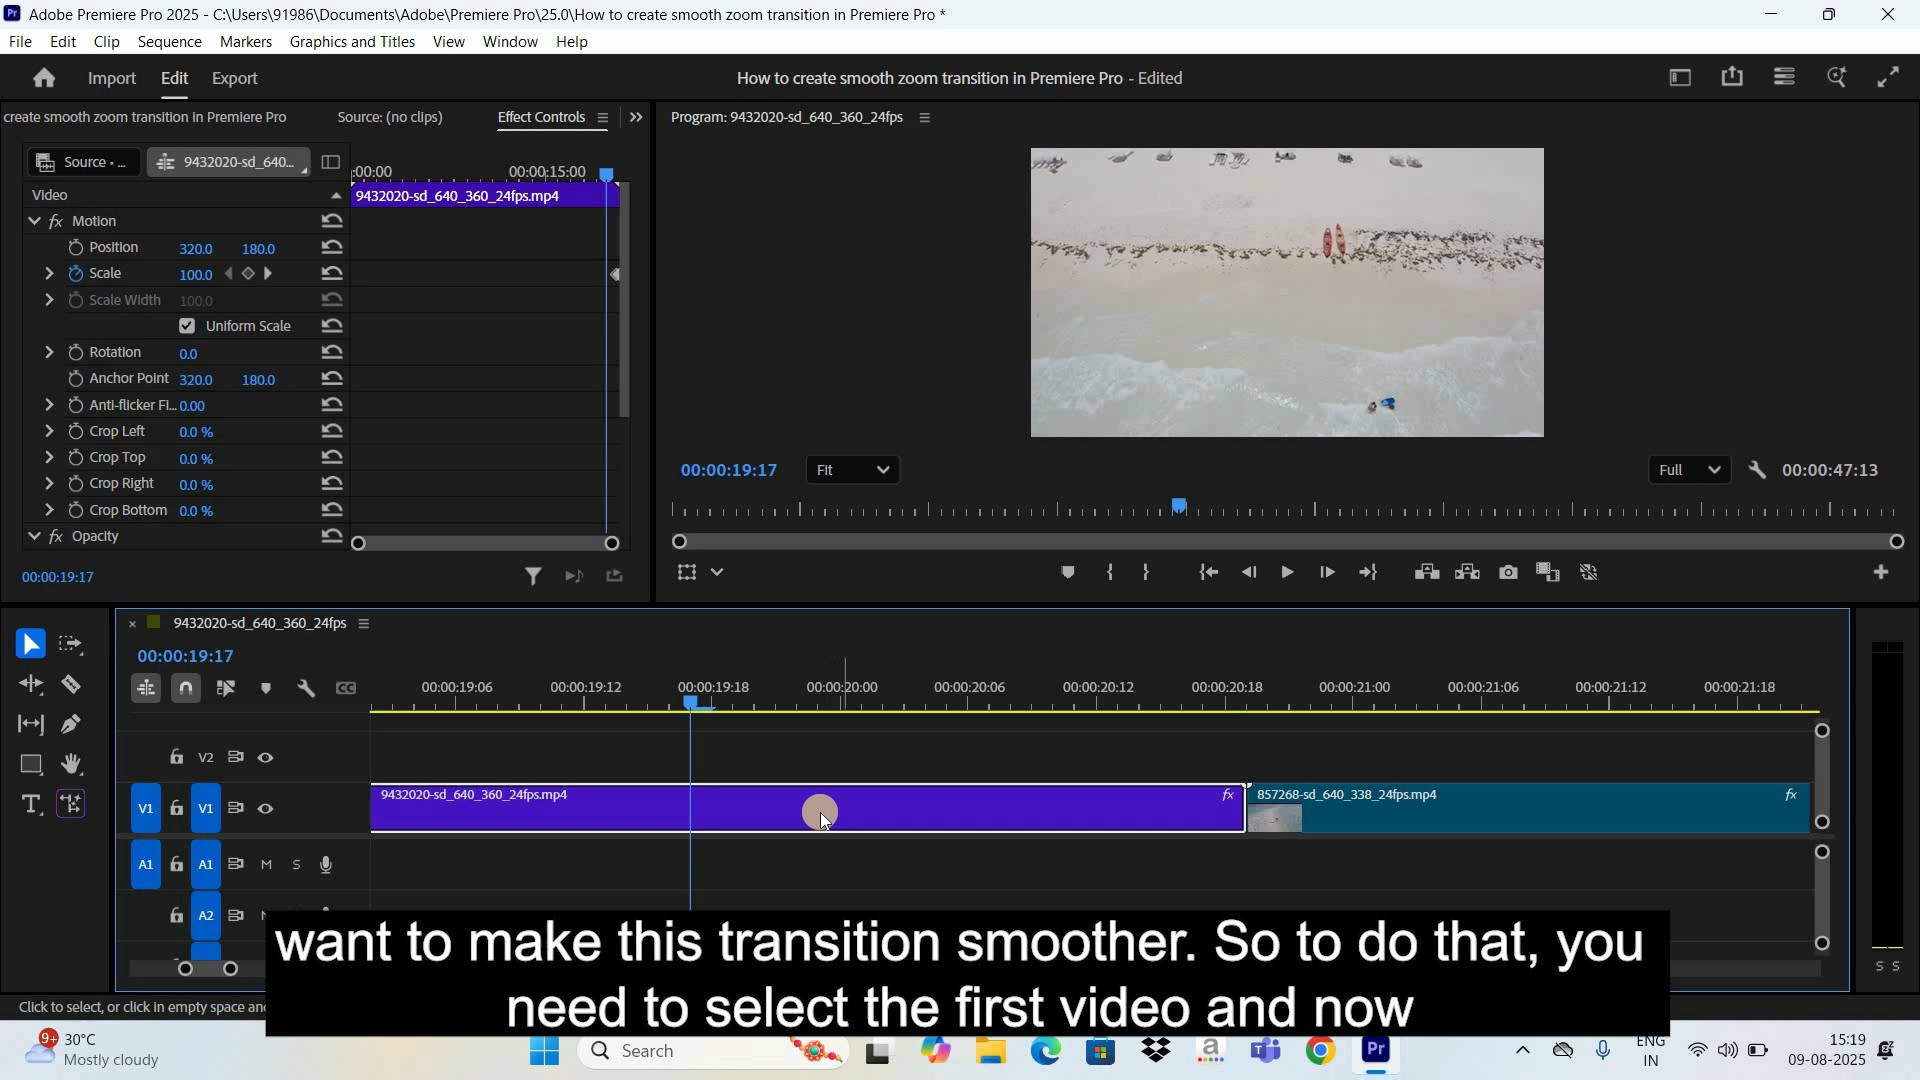 Adobe Premiere Pro 2025 - C:\Users\91986\Documents\Adobe\Premiere Pro\25.0\How to create smooth zoom transition in Premiere Pro *
File Edit Clip Sequence Markers Graphics and Titles View Window Help
Import Edit Export
How to create smooth zoom transition in Premiere Pro - Edited
create smooth zoom transition in Premiere Pro
Source: (no clips)
Effect Controls
Program: 9432020-sd_640_360_24fps
Source • ...
9432020-sd_640...
:00:00
00:00:15:00
Video
9432020-sd_640_360_24fps.mp4
fx Motion
Position 320.0 180.0
Scale 100.0
Scale Width 100.0
Uniform Scale
Rotation 0.0
Anchor Point 320.0 180.0
Anti-flicker Fi... 0.00
Crop Left 0.0 %
Crop Top 0.0 %
Crop Right 0.0 %
Crop Bottom 0.0 %
fx Opacity
00:00:19:17
00:00:19:17
Fit
Full
00:00:47:13
9432020-sd_640_360_24fps
00:00:19:17
00:00:19:06 00:00:19:12 00:00:19:18 00:00:20:00 00:00:20:06 00:00:20:12 00:00:20:18 00:00:21:00 00:00:21:06 00:00:21:12 00:00:21:18
CC
V2
V1 V1
9432020-sd_640_360_24fps.mp4 fx
857268-sd_640_338_24fps.mp4 fx
A1 A1 M S
A2
S S
want to make this transition smoother. So to do that, you
need to select the first video and now
Click to select, or click in empty space an
9+
30°C
Mostly cloudy
Search
Pr
ENG
IN
15:19
09-08-2025